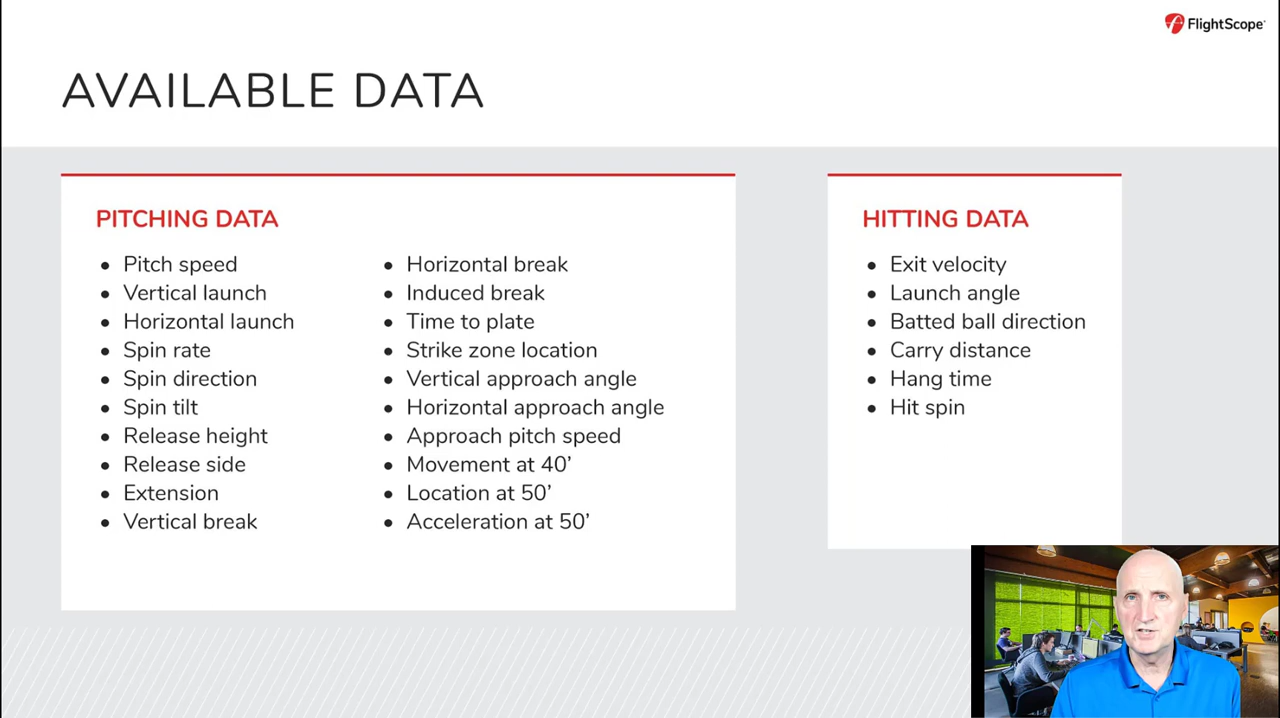 FlightScope
AVAILABLE DATA
PITCHING DATA
• Pitch speed
• Vertical launch
• Horizontal launch
• Spin rate
• Spin direction
• Spin tilt
• Release height
• Release side
• Extension
• Vertical break
• Horizontal break
• Induced break
• Time to plate
• Strike zone location
• Vertical approach angle
• Horizontal approach angle
• Approach pitch speed
• Movement at 40’
• Location at 50’
• Acceleration at 50’
HITTING DATA
• Exit velocity
• Launch angle
• Batted ball direction
• Carry distance
• Hang time
• Hit spin